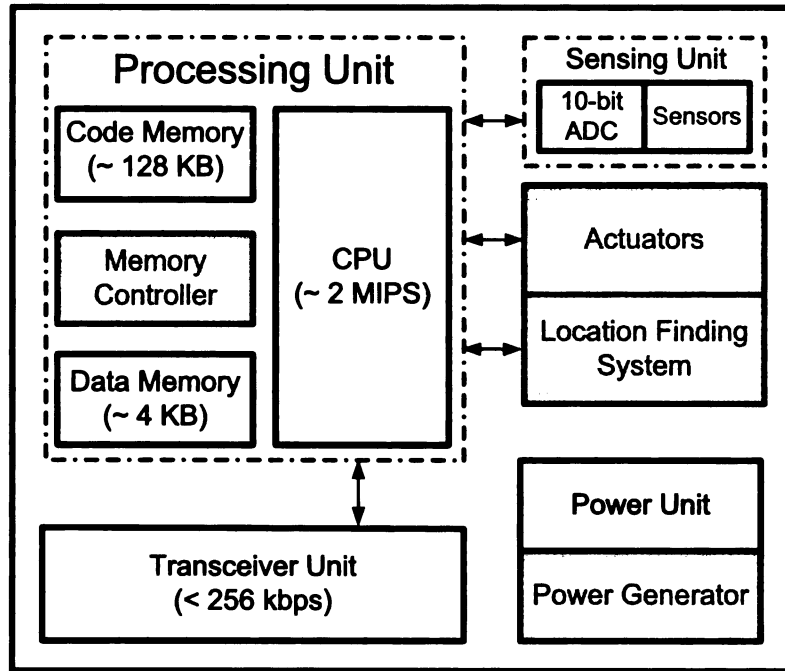 Processing Unit
Code Memory
(~ 128 KB)
Memory
Controller
Data Memory
(~ 4 KB)
CPU
(~ 2 MIPS)
Sensing Unit
10-bit
ADC
Sensors
Actuators
Location Finding
System
Transceiver Unit
(< 256 kbps)
Power Unit
Power Generator